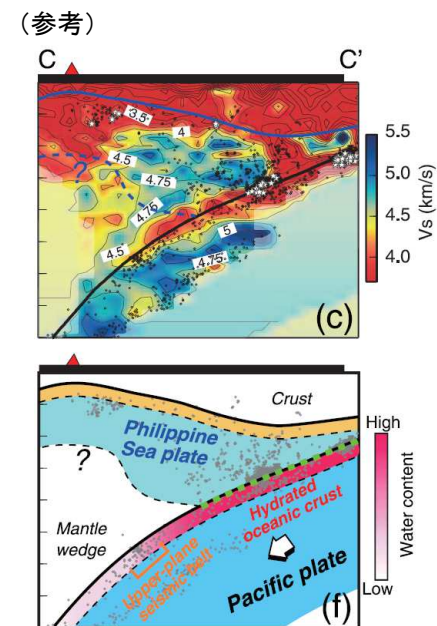 （参考）
C C'
3.5
4
4.5
?
4.75
4.75
5
4.5
4.75
(c)
5.5
5.0
4.5
4.0
Vs (km/s)
Crust
Philippine
Sea plate
?
Mantle
wedge
Hydrated
oceanic crust
Upper-plane
seismic belt
Pacific plate
(f)
High
Low
Water content